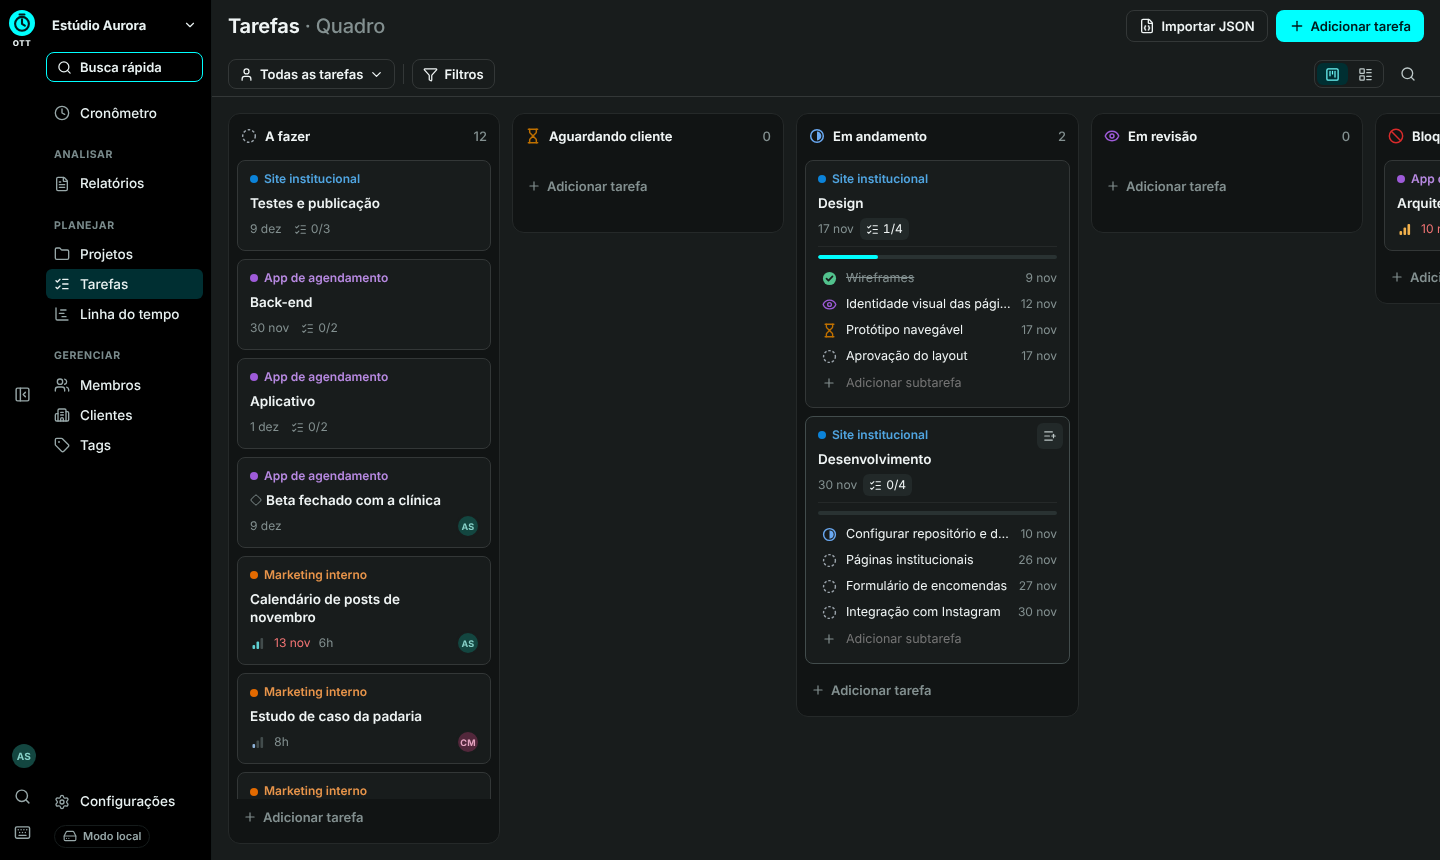 OTT
Estúdio Aurora
Busca rápida
Cronômetro
ANALISAR
Relatórios
PLANEJAR
Projetos
Tarefas
Linha do tempo
GERENCIAR
Membros
Clientes
Tags
AS
Configurações
Modo local
Tarefas · Quadro
Importar JSON
Adicionar tarefa
Todas as tarefas
Filtros
A fazer 12
Site institucional
Testes e publicação
9 dez 0/3
App de agendamento
Back-end
30 nov 0/2
App de agendamento
Aplicativo
1 dez 0/2
App de agendamento
Beta fechado com a clínica
9 dez AS
Marketing interno
Calendário de posts de
novembro
13 nov 6h AS
Marketing interno
Estudo de caso da padaria
8h CM
Marketing interno
Adicionar tarefa
Aguardando cliente 0
Adicionar tarefa
Em andamento 2
Site institucional
Design
17 nov 1/4
Wireframes 9 nov
Identidade visual das pági... 12 nov
Protótipo navegável 17 nov
Aprovação do layout 17 nov
Adicionar subtarefa
Site institucional
Desenvolvimento
30 nov 0/4
Configurar repositório e d... 10 nov
Páginas institucionais 26 nov
Formulário de encomendas 27 nov
Integração com Instagram 30 nov
Adicionar subtarefa
Adicionar tarefa
Em revisão 0
Adicionar tarefa
App
10